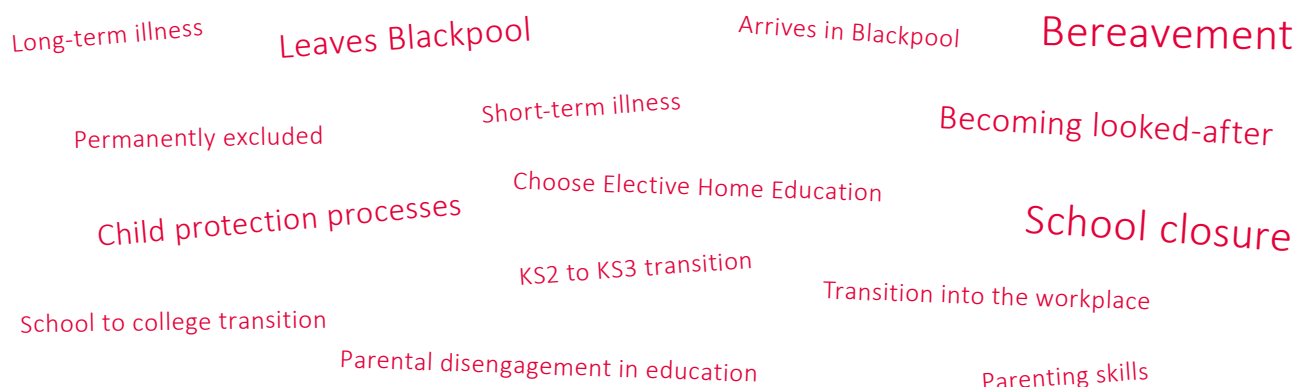 Long-term illness
Leaves Blackpool
Arrives in Blackpool
Bereavement
Short-term illness
Permanently excluded
Becoming looked-after
Choose Elective Home Education
Child protection processes
School closure
KS2 to KS3 transition
Transition into the workplace
School to college transition
Parental disengagement in education
Parenting skills